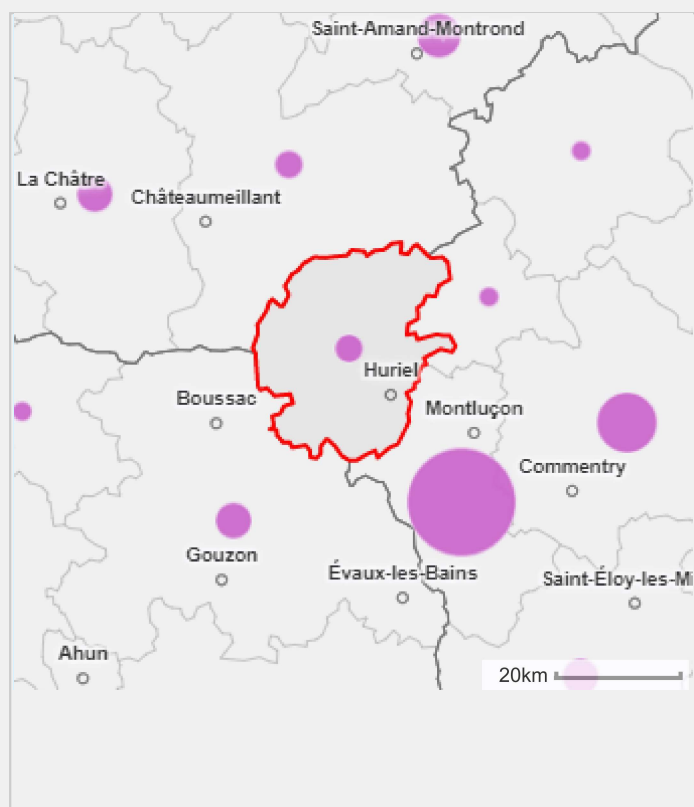 Saint-Amand-Montrond
La Châtre
Châteaumeillant
Huriel
Boussac
Montluçon
Commentry
Gouzon
Évaux-les-Bains
Saint-Éloy-les-Mi
Ahun
20km